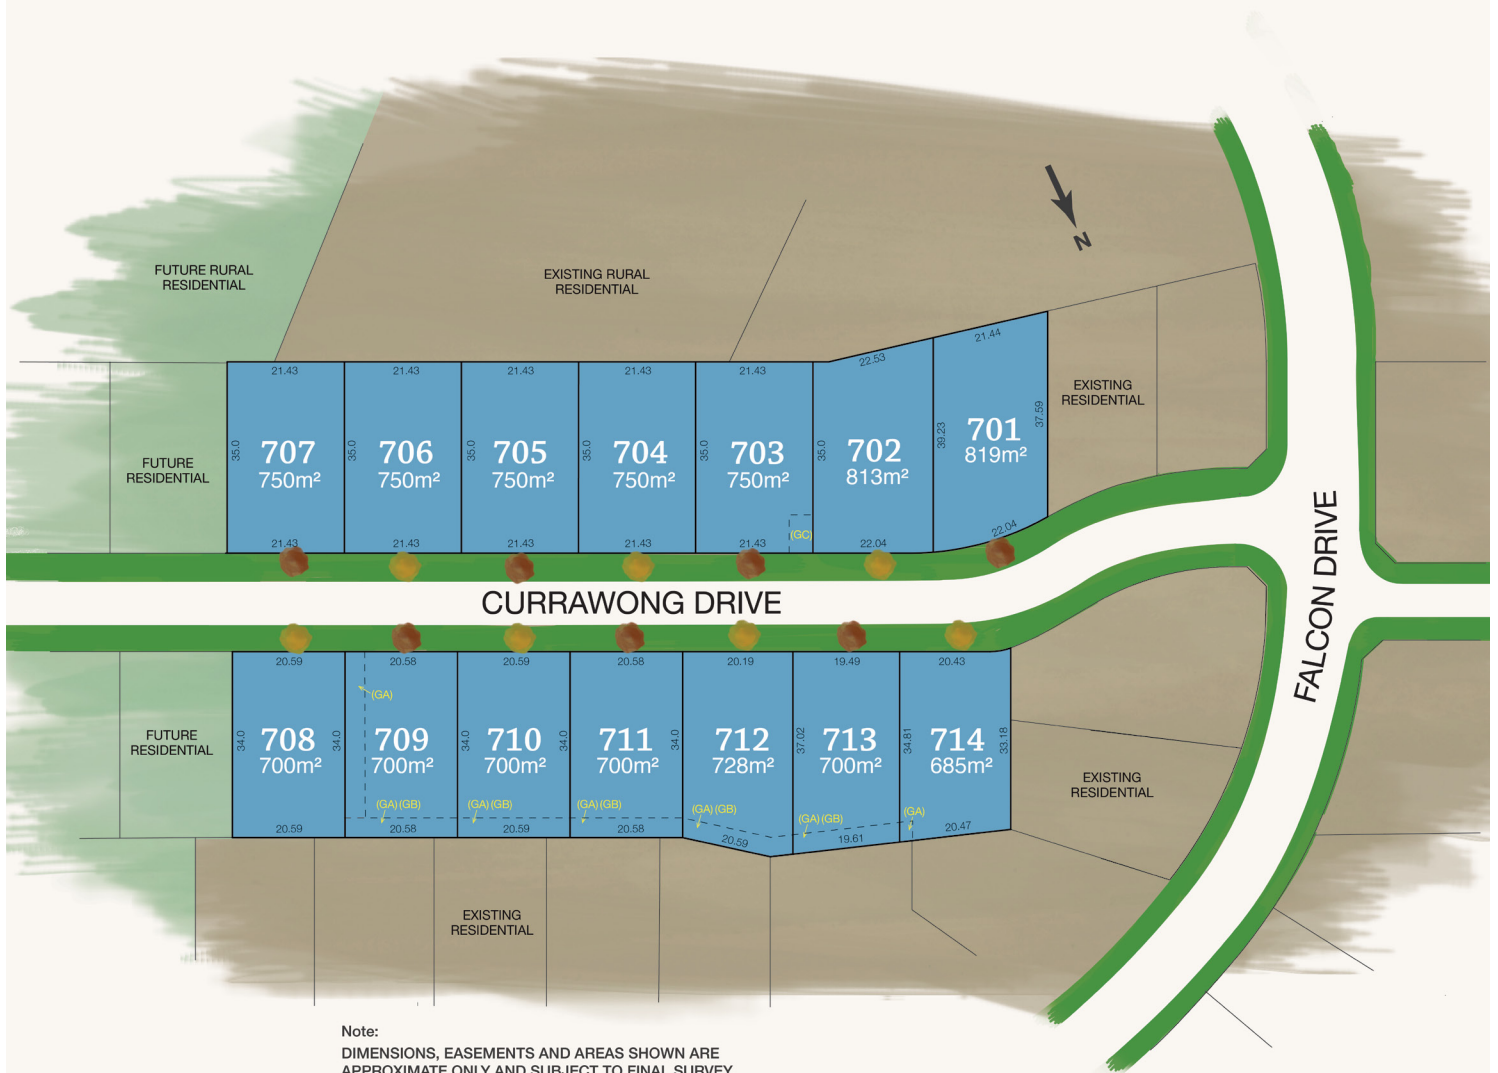 N
FUTURE RURAL
RESIDENTIAL
EXISTING RURAL
RESIDENTIAL
21.44
22.53
21.43
21.43
21.43
21.43
21.43
EXISTING
RESIDENTIAL
FUTURE
RESIDENTIAL
35.0
707
750m²
35.0
706
750m²
35.0
705
750m²
35.0
704
750m²
35.0
703
750m²
35.0
702
813m²
39.23
701
819m²
37.59
(GC)
21.43
21.43
21.43
21.43
21.43
22.04
22.04
CURRAWONG DRIVE
FALCON DRIVE
20.59
20.58
20.59
20.58
20.19
19.49
20.43
(GA)
FUTURE
RESIDENTIAL
34.0
708
700m²
34.0
709
700m²
34.0
710
700m²
34.0
711
700m²
34.0
712
728m²
37.02
713
700m²
34.81
714
685m²
33.18
EXISTING
RESIDENTIAL
(GA)(GB)
(GA)(GB)
(GA)(GB)
(GA)(GB)
(GA)(GB)
(GA)
20.59
20.58
20.59
20.58
20.59
19.61
20.47
EXISTING
RESIDENTIAL
Note:
DIMENSIONS, EASEMENTS AND AREAS SHOWN ARE
APPROXIMATE ONLY AND SUBJECT TO FINAL SURVEY